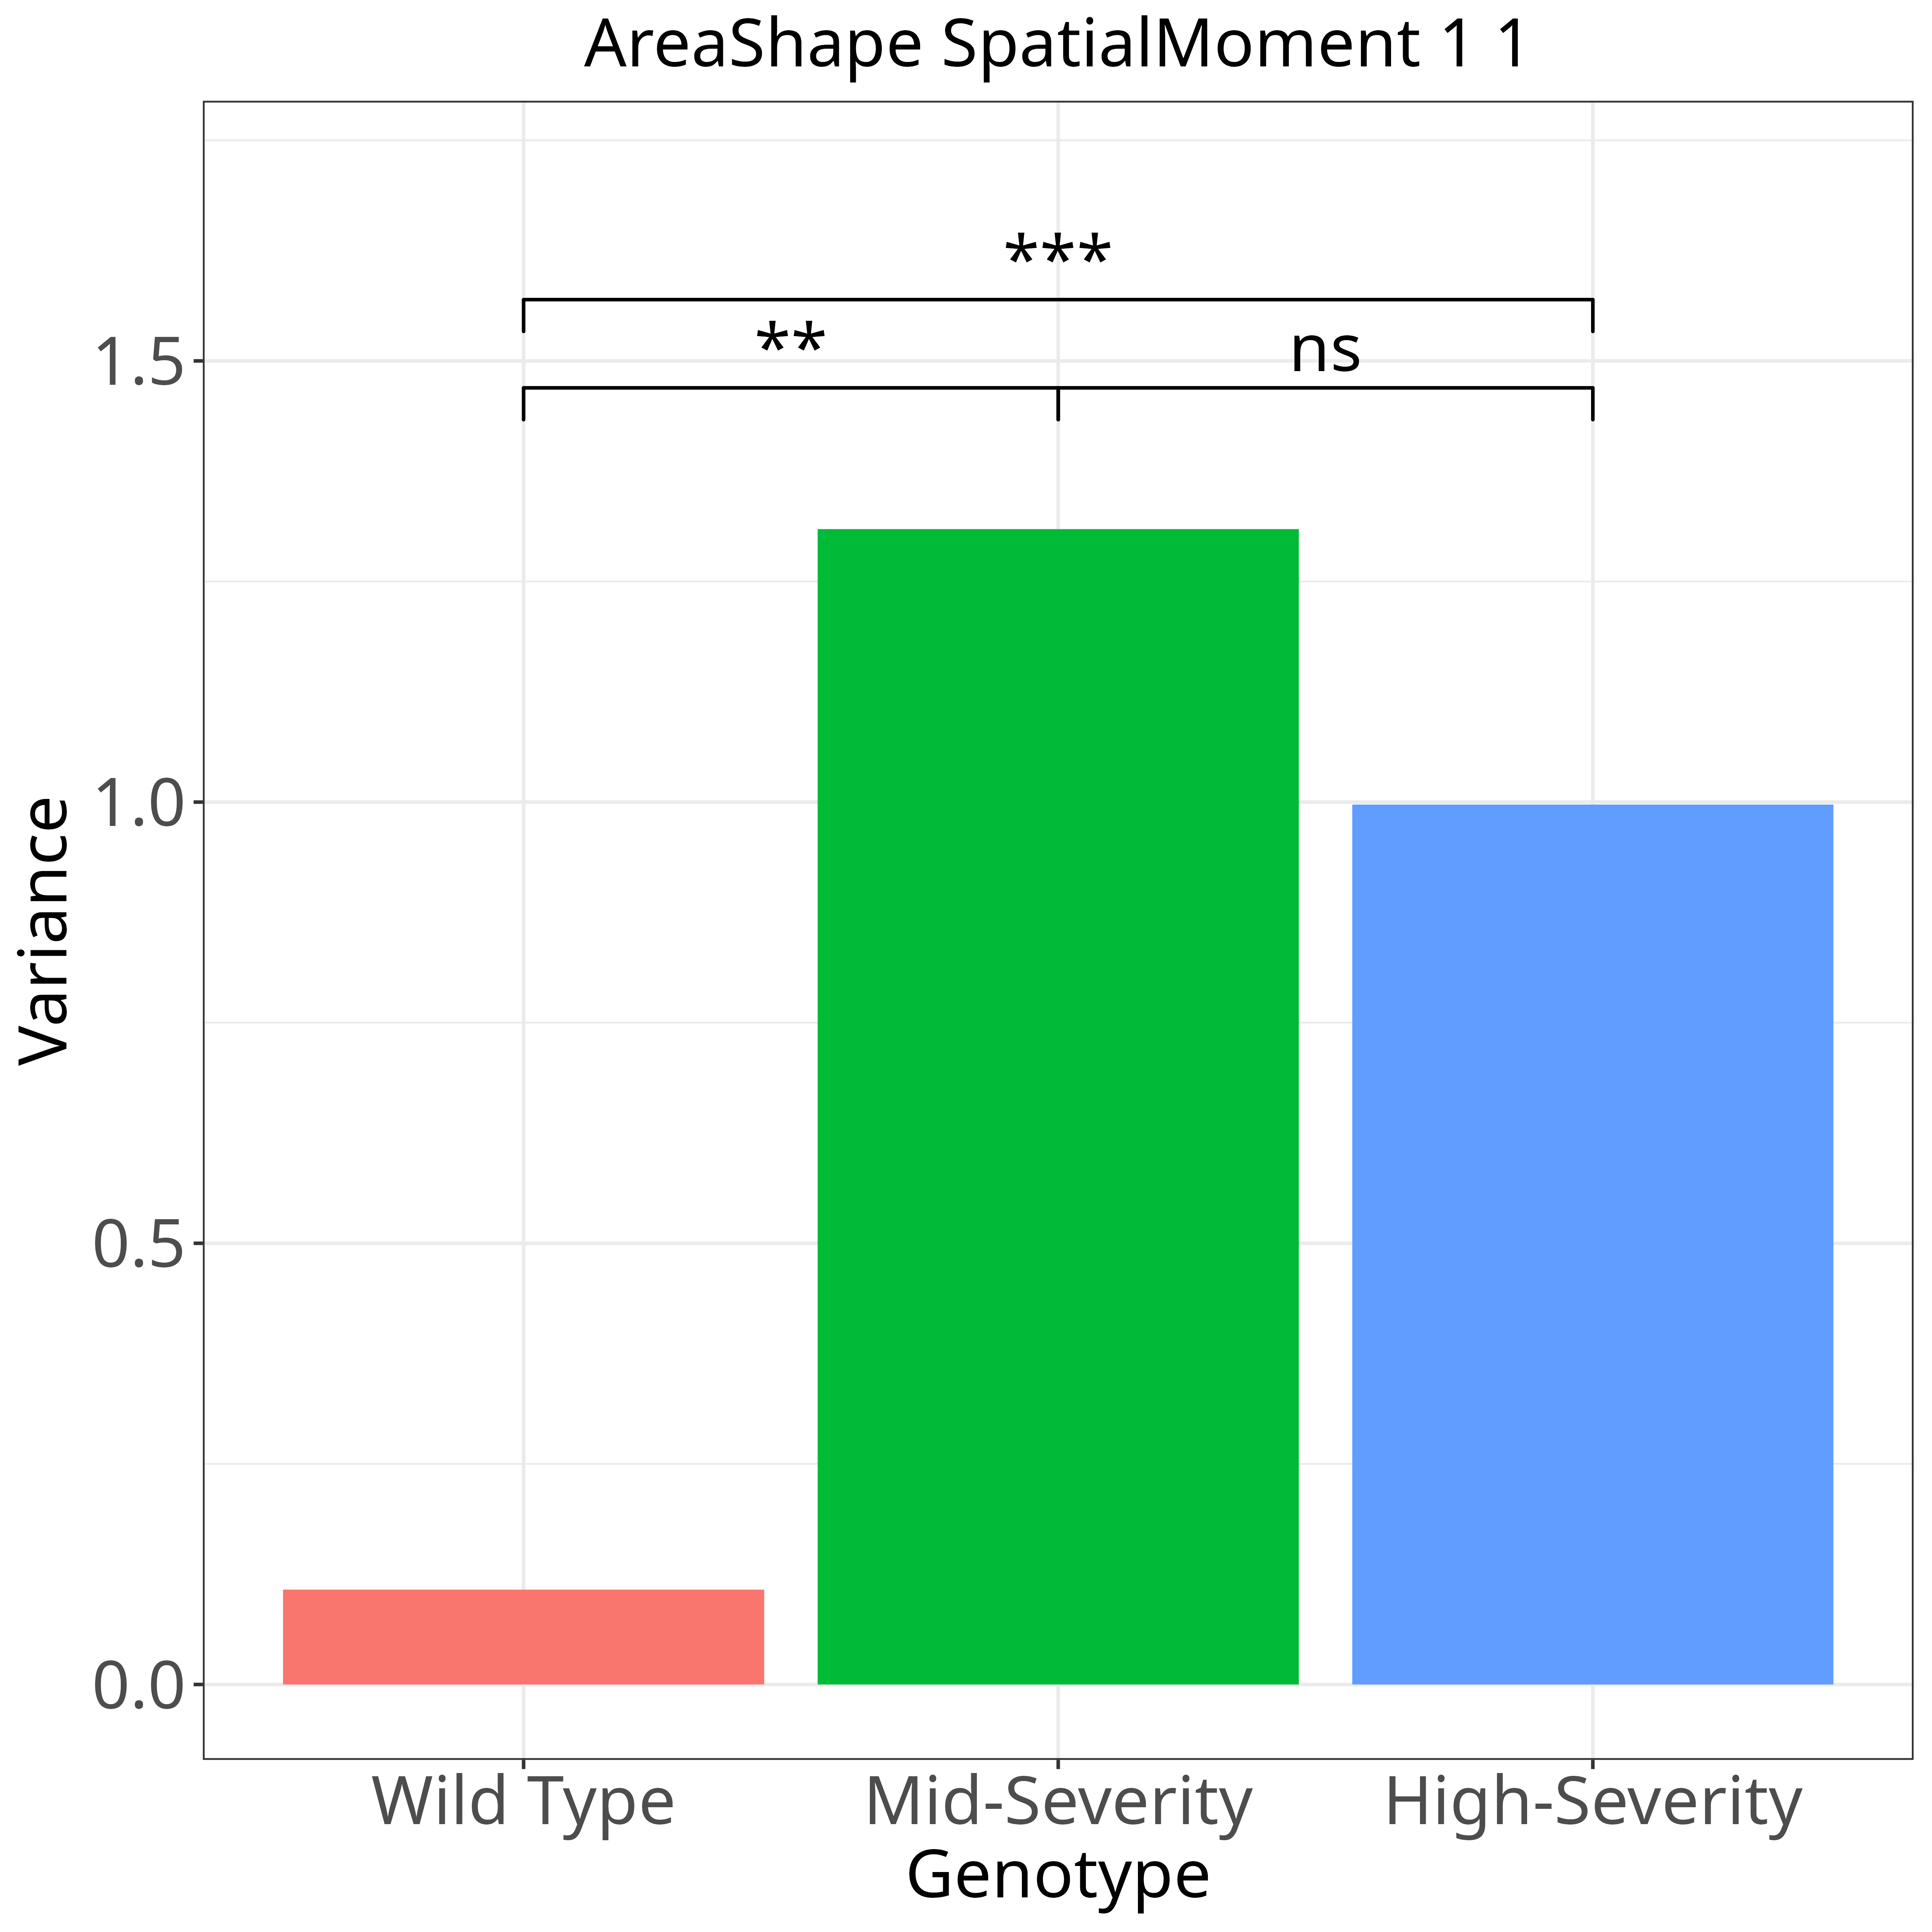 AreaShape SpatialMoment 1 1
***
**
ns
1.5
1.0
0.5
0.0
Variance
Wild Type
Mid-Severity
High-Severity
Genotype